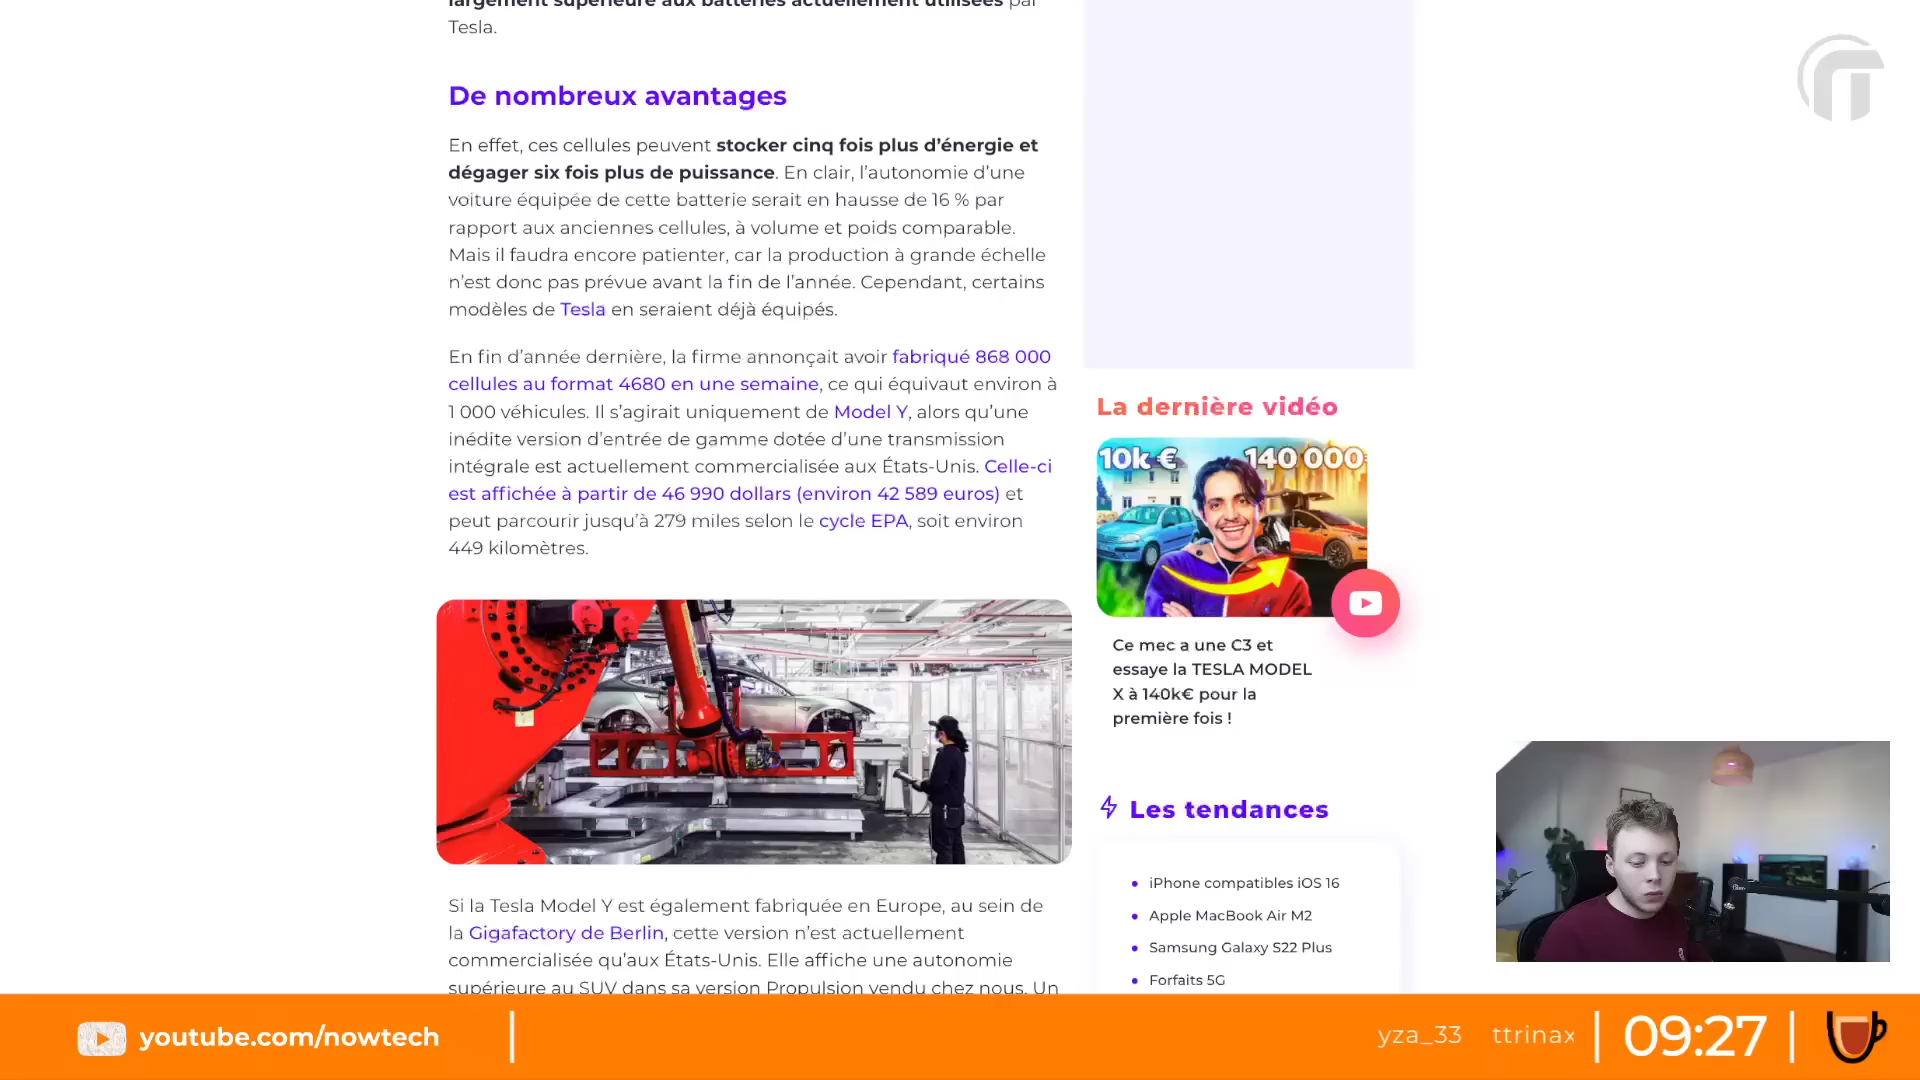 largement supérieure aux batteries actuellement utilisées par
Tesla.
De nombreux avantages
En effet, ces cellules peuvent stocker cinq fois plus d’énergie et
dégager six fois plus de puissance. En clair, l’autonomie d’une
voiture équipée de cette batterie serait en hausse de 16 % par
rapport aux anciennes cellules, à volume et poids comparable.
Mais il faudra encore patienter, car la production à grande échelle
n’est donc pas prévue avant la fin de l’année. Cependant, certains
modèles de Tesla en seraient déjà équipés.
En fin d’année dernière, la firme annonçait avoir fabriqué 868 000
cellules au format 4680 en une semaine, ce qui équivaut environ à
1 000 véhicules. Il s’agirait uniquement de Model Y, alors qu’une
inédite version d’entrée de gamme dotée d’une transmission
intégrale est actuellement commercialisée aux États-Unis. Celle-ci
est affichée à partir de 46 990 dollars (environ 42 589 euros) et
peut parcourir jusqu’à 279 miles selon le cycle EPA, soit environ
449 kilomètres.
Si la Tesla Model Y est également fabriquée en Europe, au sein de
la Gigafactory de Berlin, cette version n’est actuellement
commercialisée qu’aux États-Unis. Elle affiche une autonomie
supérieure au SUV dans sa version Propulsion vendu chez nous. Un
La dernière vidéo
10k € 140 000
Ce mec a une C3 et
essaye la TESLA MODEL
X à 140k€ pour la
première fois !
Les tendances
iPhone compatibles iOS 16
Apple MacBook Air M2
Samsung Galaxy S22 Plus
Forfaits 5G
youtube.com/nowtech
yza_33 ttrinax
09:27